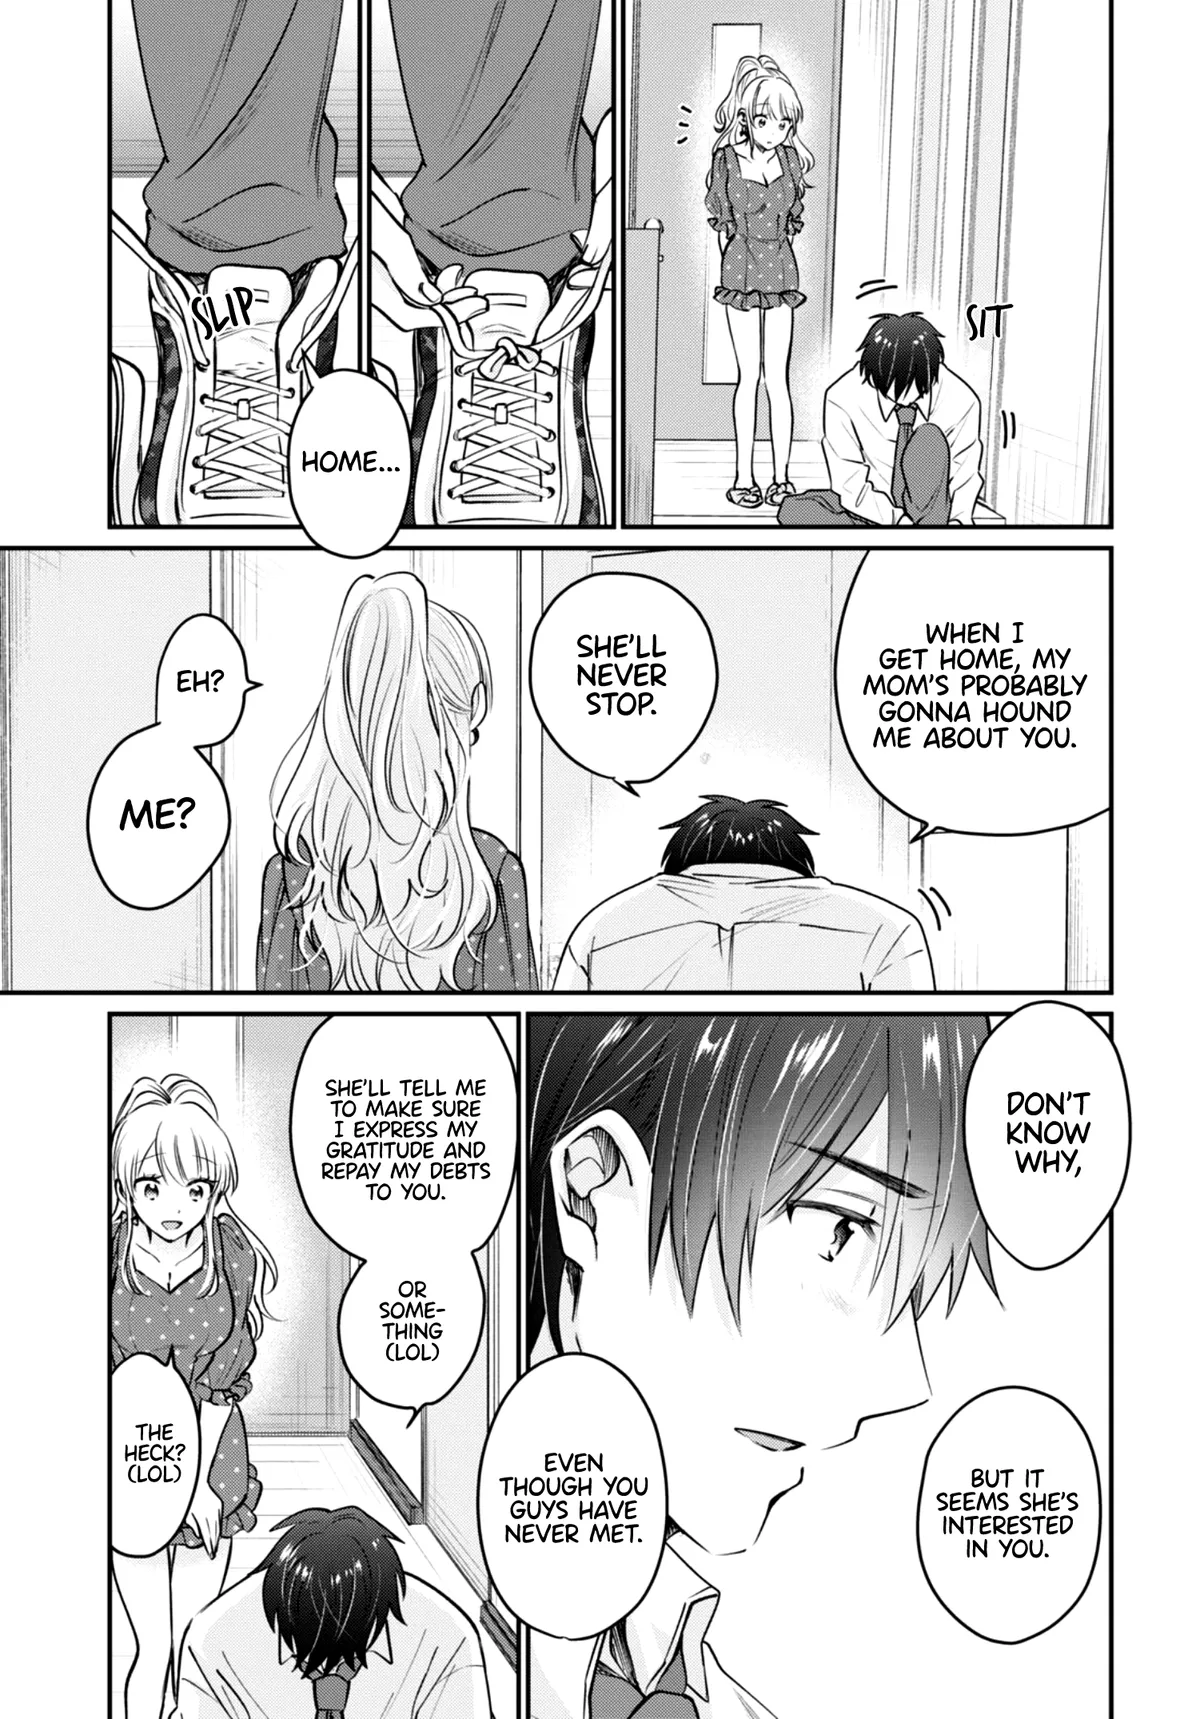 SIT
SLIP
HOME...
WHEN I
GET HOME, MY
MOM'S PROBABLY
GONNA HOUND
ME ABOUT YOU.
SHE'LL
NEVER
STOP.
EH?
ME?
DON'T
KNOW
WHY,
BUT IT
SEEMS SHE'S
INTERESTED
IN YOU.
EVEN
THOUGH YOU
GUYS HAVE
NEVER MET.
SHE'LL TELL ME
TO MAKE SURE
I EXPRESS MY
GRATITUDE AND
REPAY MY DEBTS
TO YOU.
OR
SOME-
THING
(LOL)
THE
HECK?
(LOL)